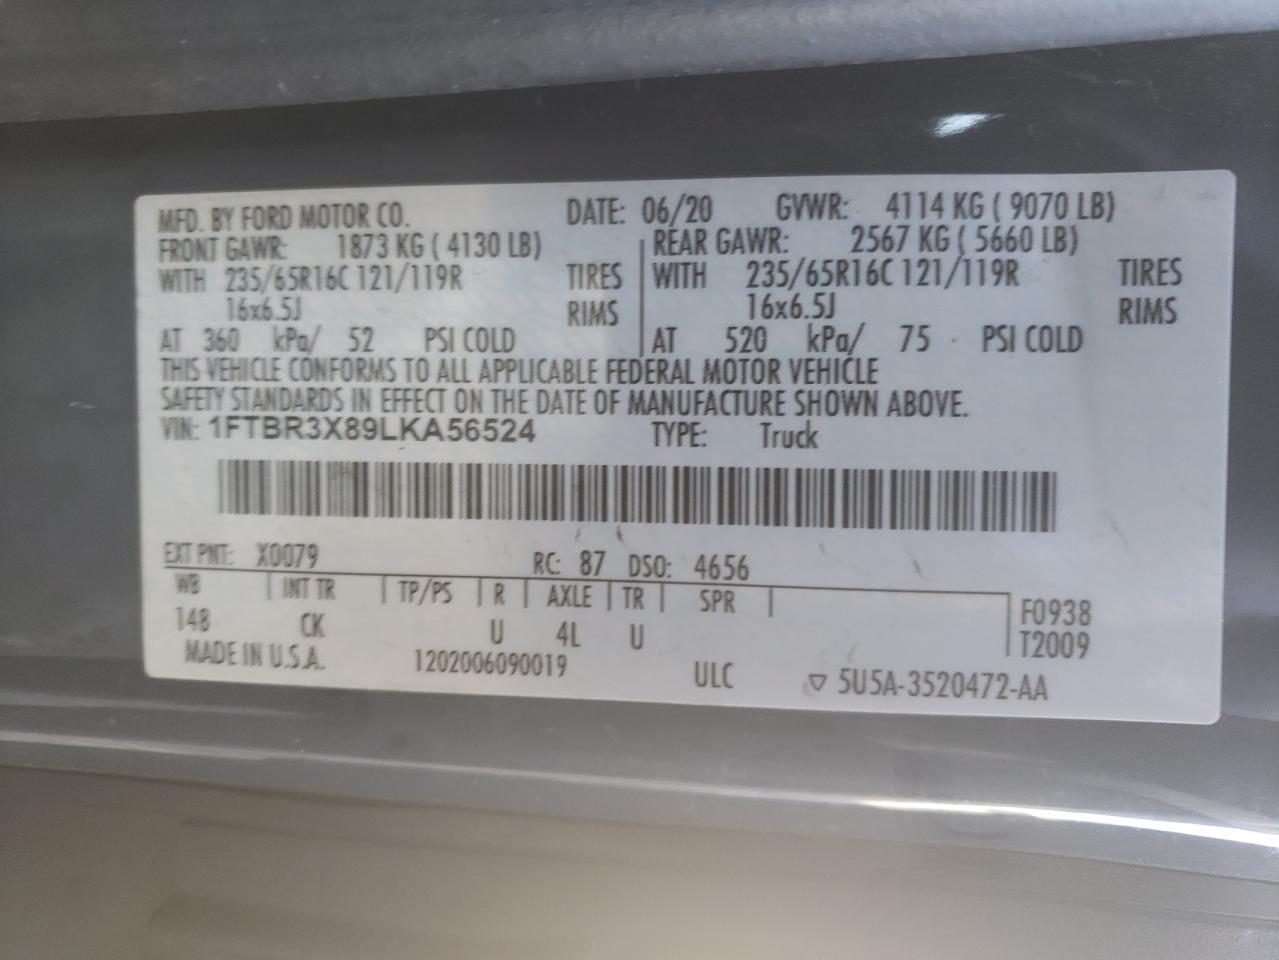 MFD. BY FORD MOTOR CO. DATE: 06/20 GVWR: 4114 KG ( 9070 LB)
FRONT GAWR: 1873 KG ( 4130 LB) REAR GAWR: 2567 KG ( 5660 LB)
WITH 235/65R16C 121/119R TIRES WITH 235/65R16C 121/119R TIRES
16x6.5J RIMS 16x6.5J RIMS
AT 360 kPa/ 52 PSI COLD AT 520 kPa/ 75 PSI COLD
THIS VEHICLE CONFORMS TO ALL APPLICABLE FEDERAL MOTOR VEHICLE
SAFETY STANDARDS IN EFFECT ON THE DATE OF MANUFACTURE SHOWN ABOVE.
VIN: 1FTBR3X89LKA56524 TYPE: Truck
EXT PNT: X0079 RC: 87 DSO: 4656
WB INT TR TP/PS R AXLE TR SPR F0938
148 CK U 4L U T2009
MADE IN U.S.A. 1202006090019 ULC ▽ 5U5A-3520472-AA